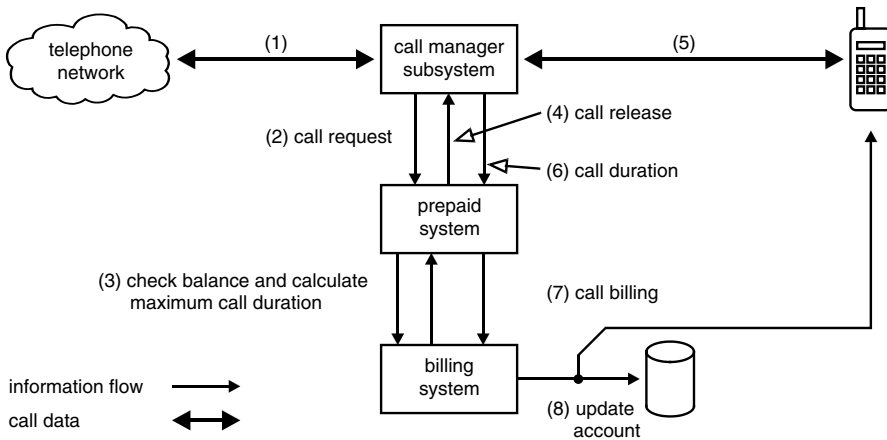 telephone
network
(1)
call manager
subsystem
(5)
(2) call request
(4) call release
(6) call duration
prepaid
system
(3) check balance and calculate
maximum call duration
(7) call billing
billing
system
information flow
call data
(8) update
account